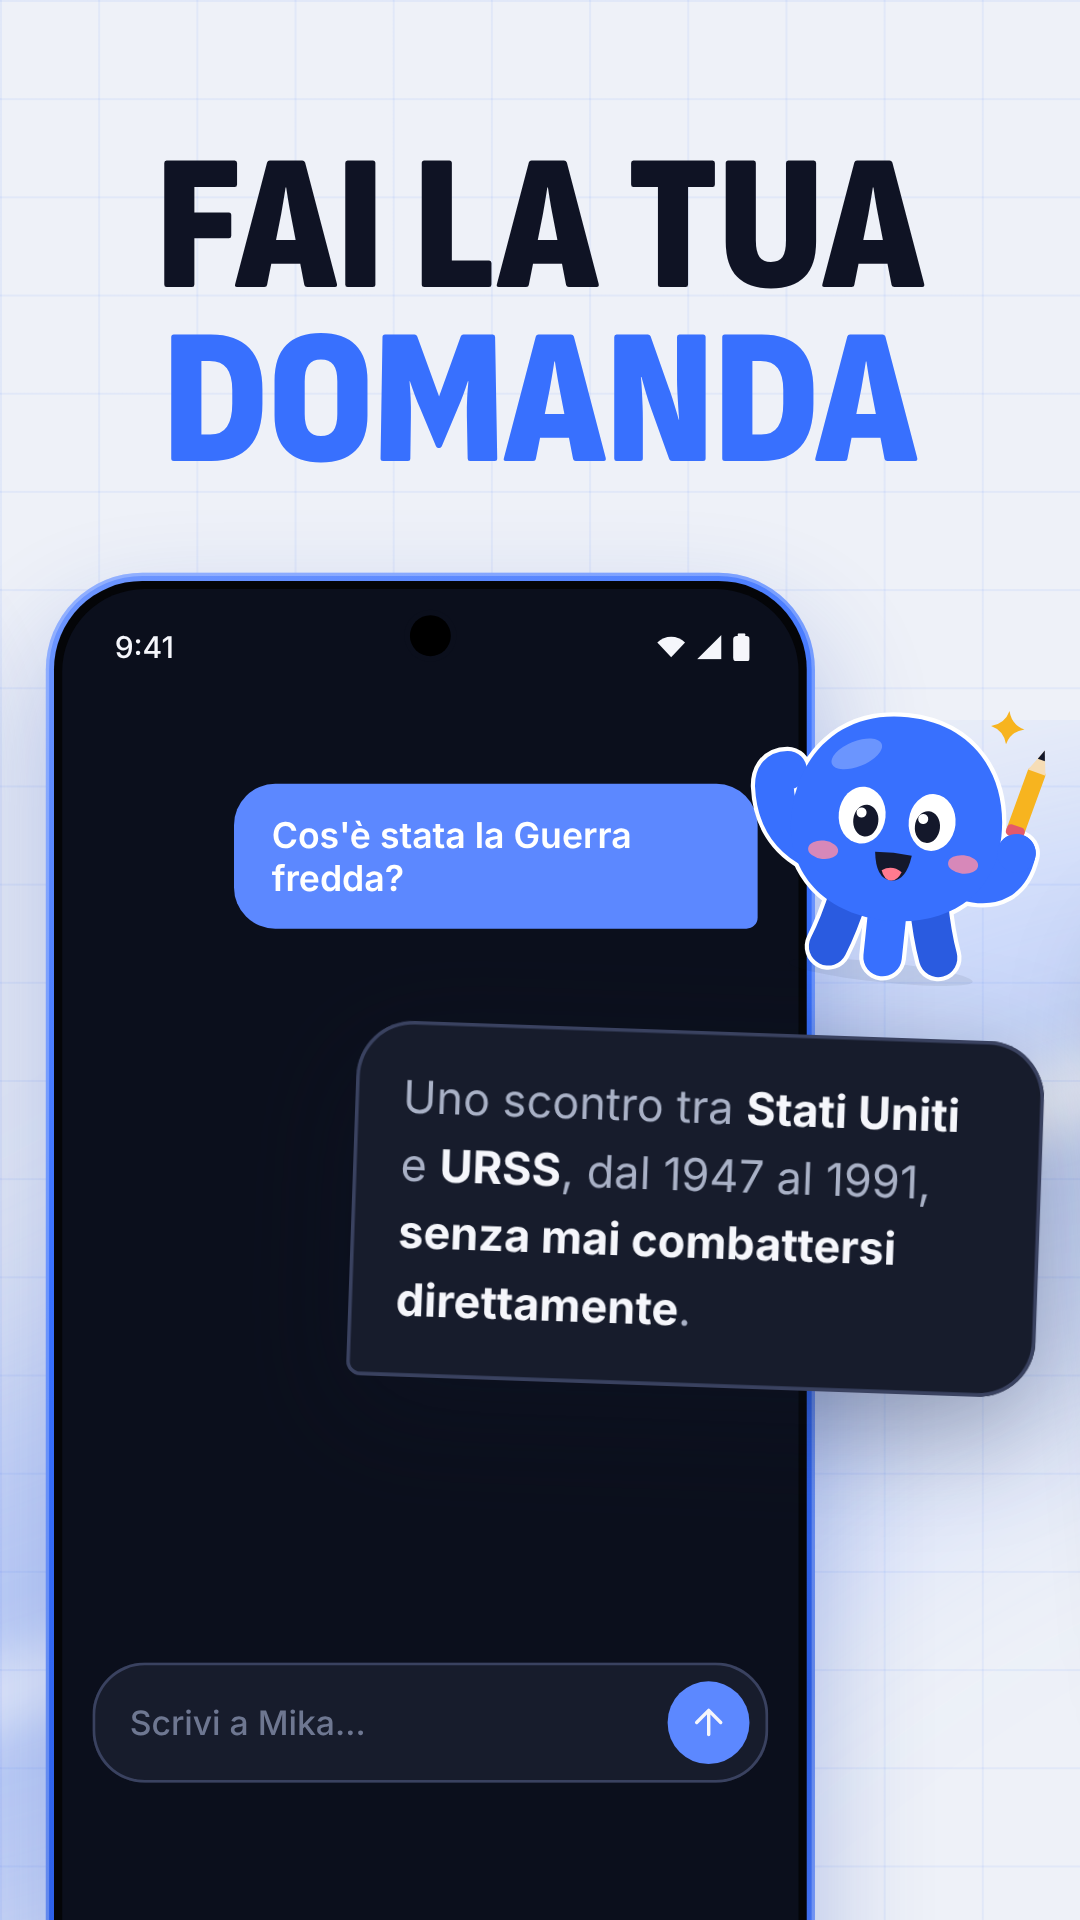 FAI LA TUA
DOMANDA
9:41
Cos'è stata la Guerra
fredda?
Uno scontro tra Stati Uniti
e URSS, dal 1947 al 1991,
senza mai combattersi
direttamente.
Scrivi a Mika...